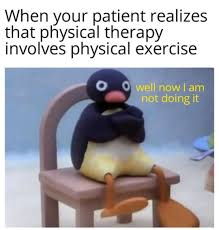 When your patient realizes
that physical therapy
involves physical exercise
well now I am
not doing it